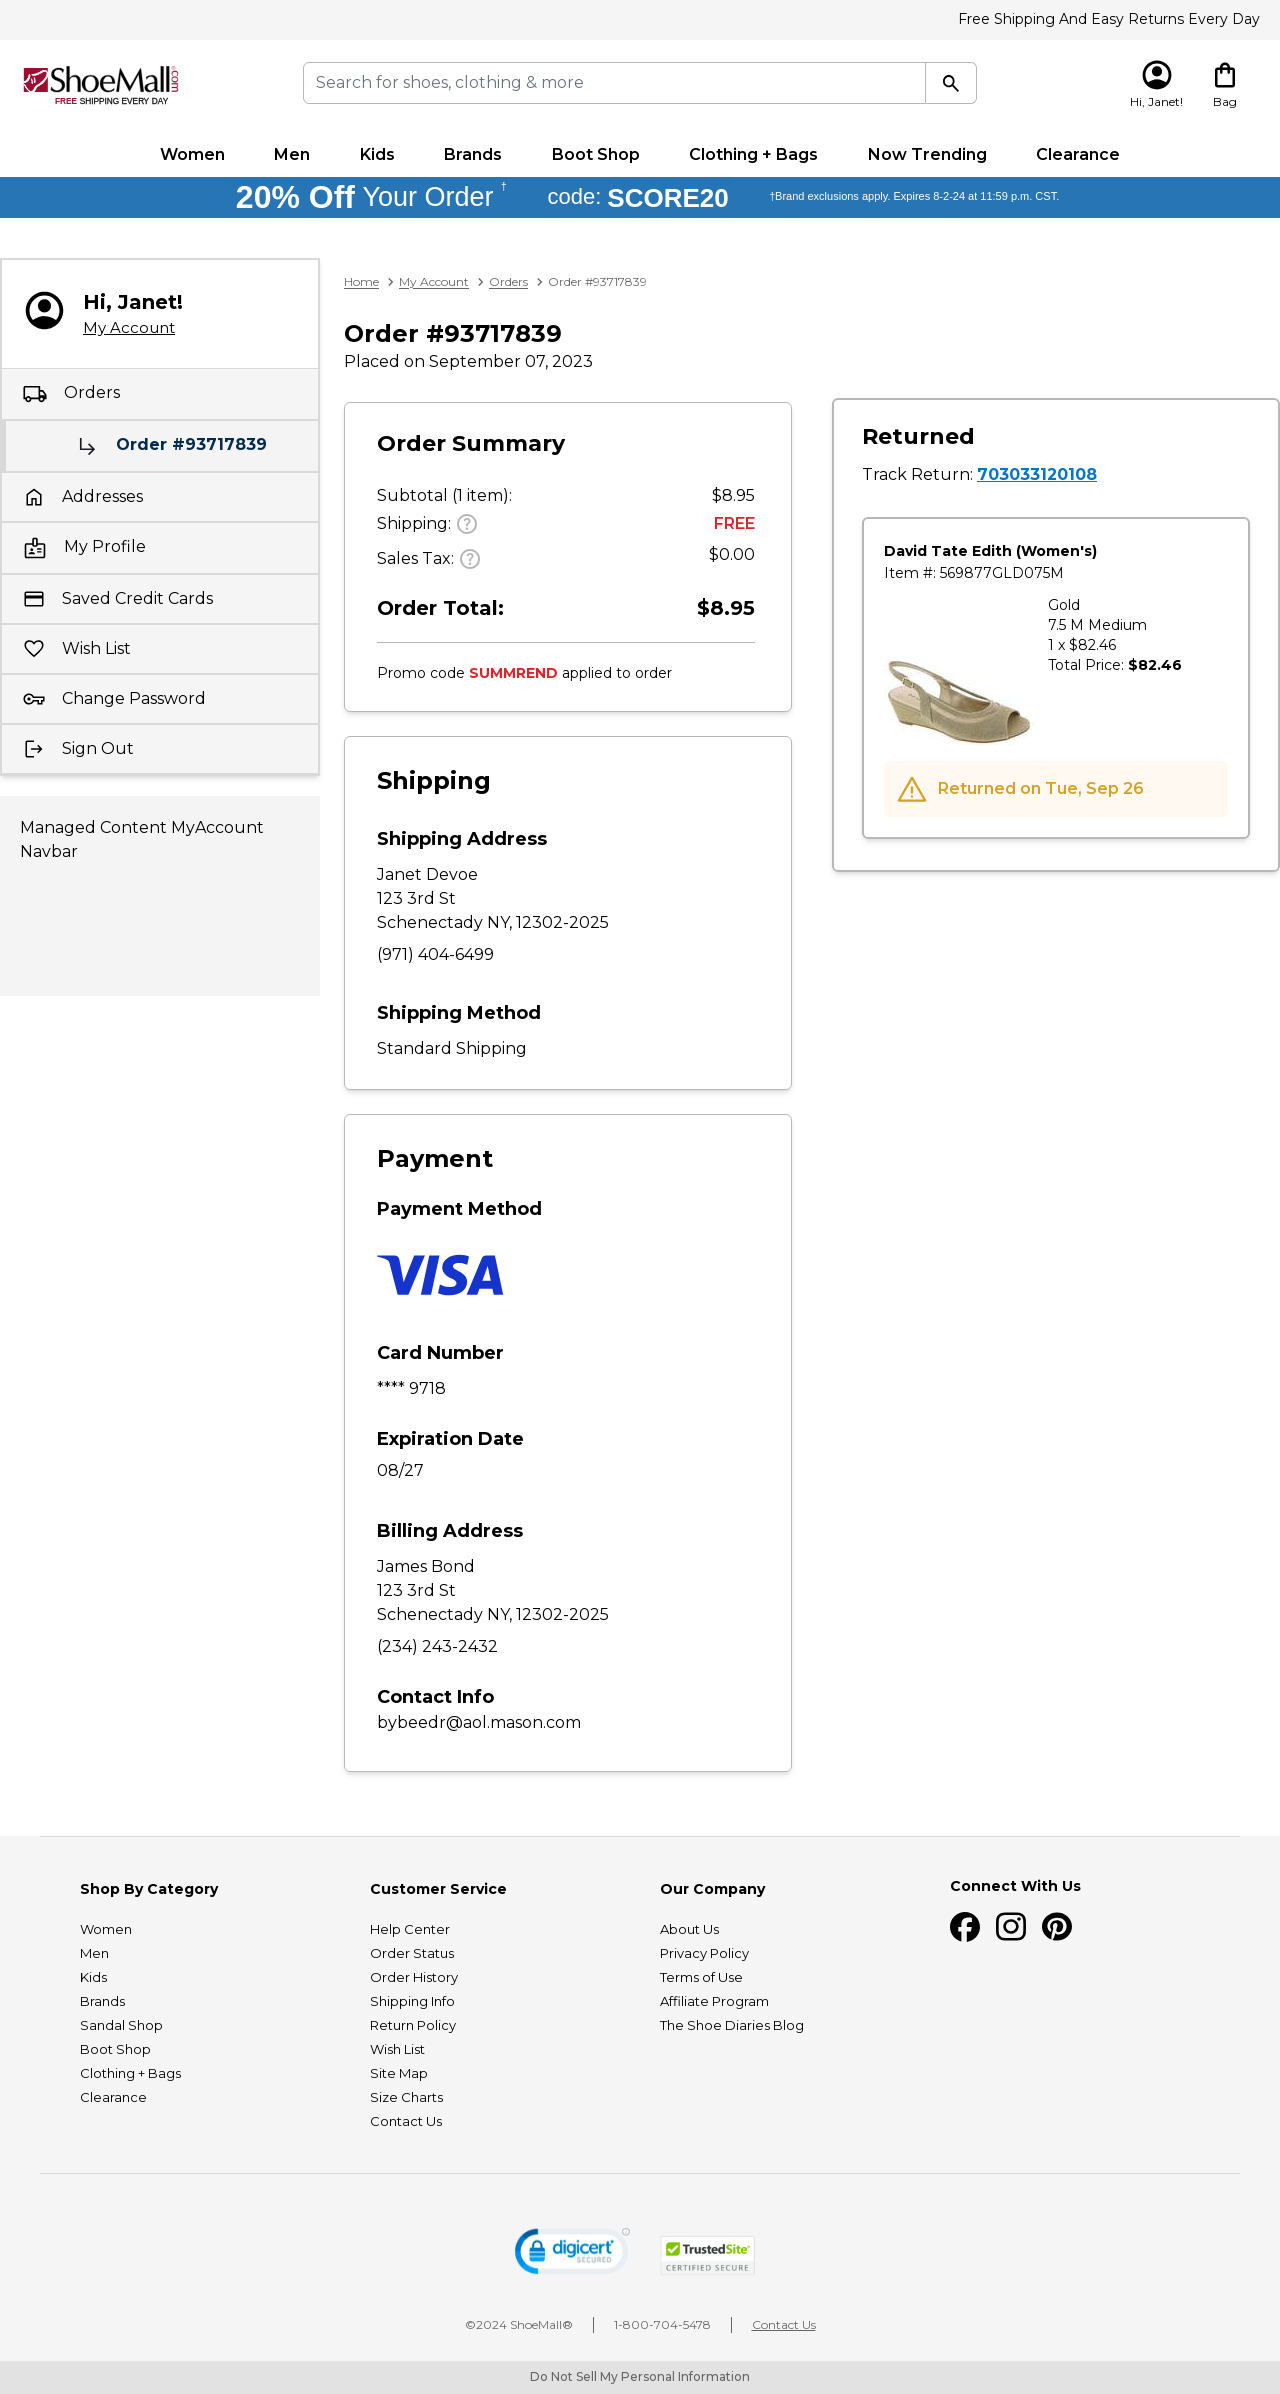 Free Shipping And Easy Returns Every Day
ShoeMall.com
FREE SHIPPING EVERY DAY
Search for shoes, clothing & more
Hi, Janet!
Bag
Women Men Kids Brands Boot Shop Clothing + Bags Now Trending Clearance
20% Off Your Order † code: SCORE20 †Brand exclusions apply. Expires 8-2-24 at 11:59 p.m. CST.
Hi, Janet!
My Account
Orders
Order #93717839
Addresses
My Profile
Saved Credit Cards
Wish List
Change Password
Sign Out
Managed Content MyAccount
Navbar
Home > My Account > Orders > Order #93717839
Order #93717839
Placed on September 07, 2023
Order Summary
Subtotal (1 item): $8.95
Shipping: ? FREE
Sales Tax: ? $0.00
Order Total: $8.95
Promo code SUMMREND applied to order
Shipping
Shipping Address
Janet Devoe
123 3rd St
Schenectady NY, 12302-2025
(971) 404-6499
Shipping Method
Standard Shipping
Payment
Payment Method
VISA
Card Number
**** 9718
Expiration Date
08/27
Billing Address
James Bond
123 3rd St
Schenectady NY, 12302-2025
(234) 243-2432
Contact Info
bybeedr@aol.mason.com
Returned
Track Return: 703033120108
David Tate Edith (Women's)
Item #: 569877GLD075M
Gold
7.5 M Medium
1 x $82.46
Total Price: $82.46
Returned on Tue, Sep 26
Shop By Category
Women
Men
Kids
Brands
Sandal Shop
Boot Shop
Clothing + Bags
Clearance
Customer Service
Help Center
Order Status
Order History
Shipping Info
Return Policy
Wish List
Site Map
Size Charts
Contact Us
Our Company
About Us
Privacy Policy
Terms of Use
Affiliate Program
The Shoe Diaries Blog
Connect With Us
digicert
SECURED
TrustedSite
CERTIFIED SECURE
©2024 ShoeMall® | 1-800-704-5478 | Contact Us
Do Not Sell My Personal Information